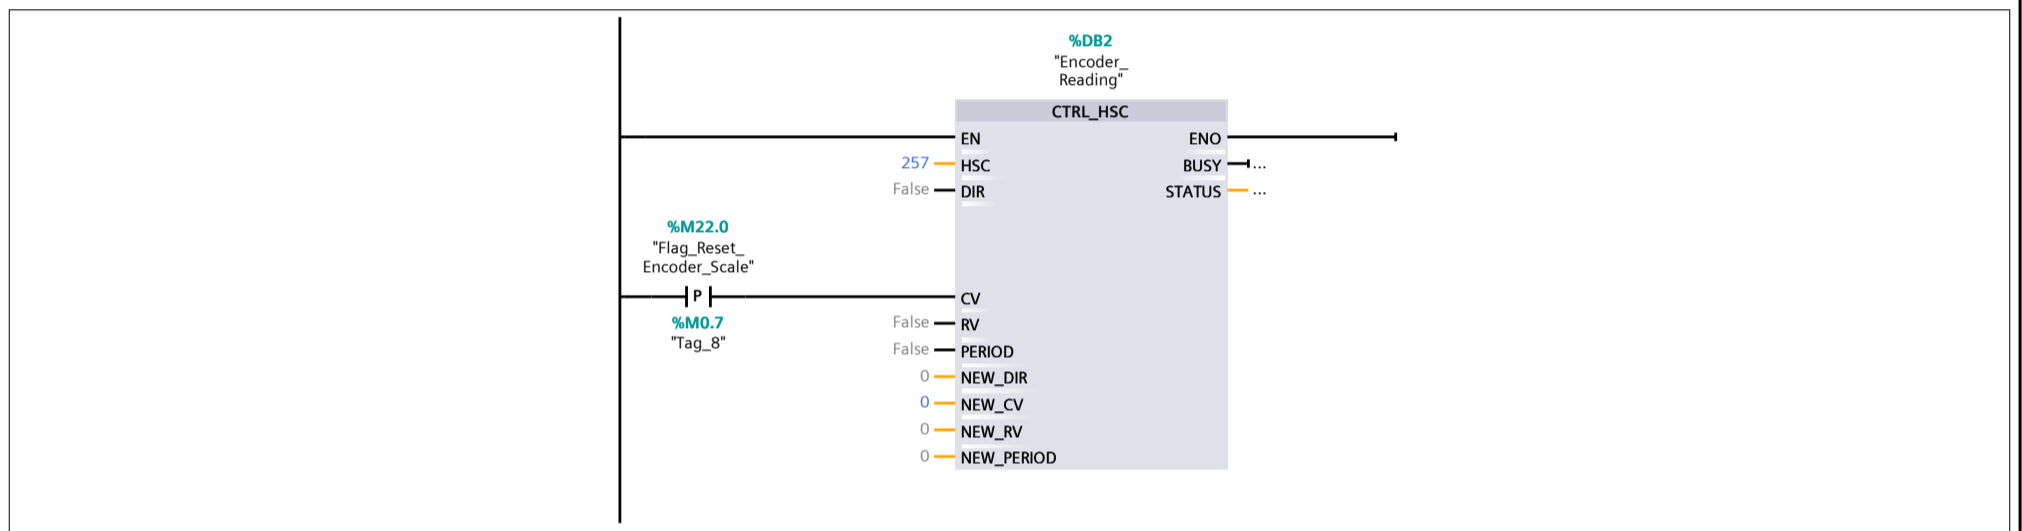 %DB2
"Encoder_
Reading"
CTRL_HSC
EN
ENO
257
HSC
BUSY
...
False
DIR
STATUS
...
%M22.0
"Flag_Reset_
Encoder_Scale"
P
CV
%M0.7
"Tag_8"
False
RV
False
PERIOD
0
NEW_DIR
0
NEW_CV
0
NEW_RV
0
NEW_PERIOD